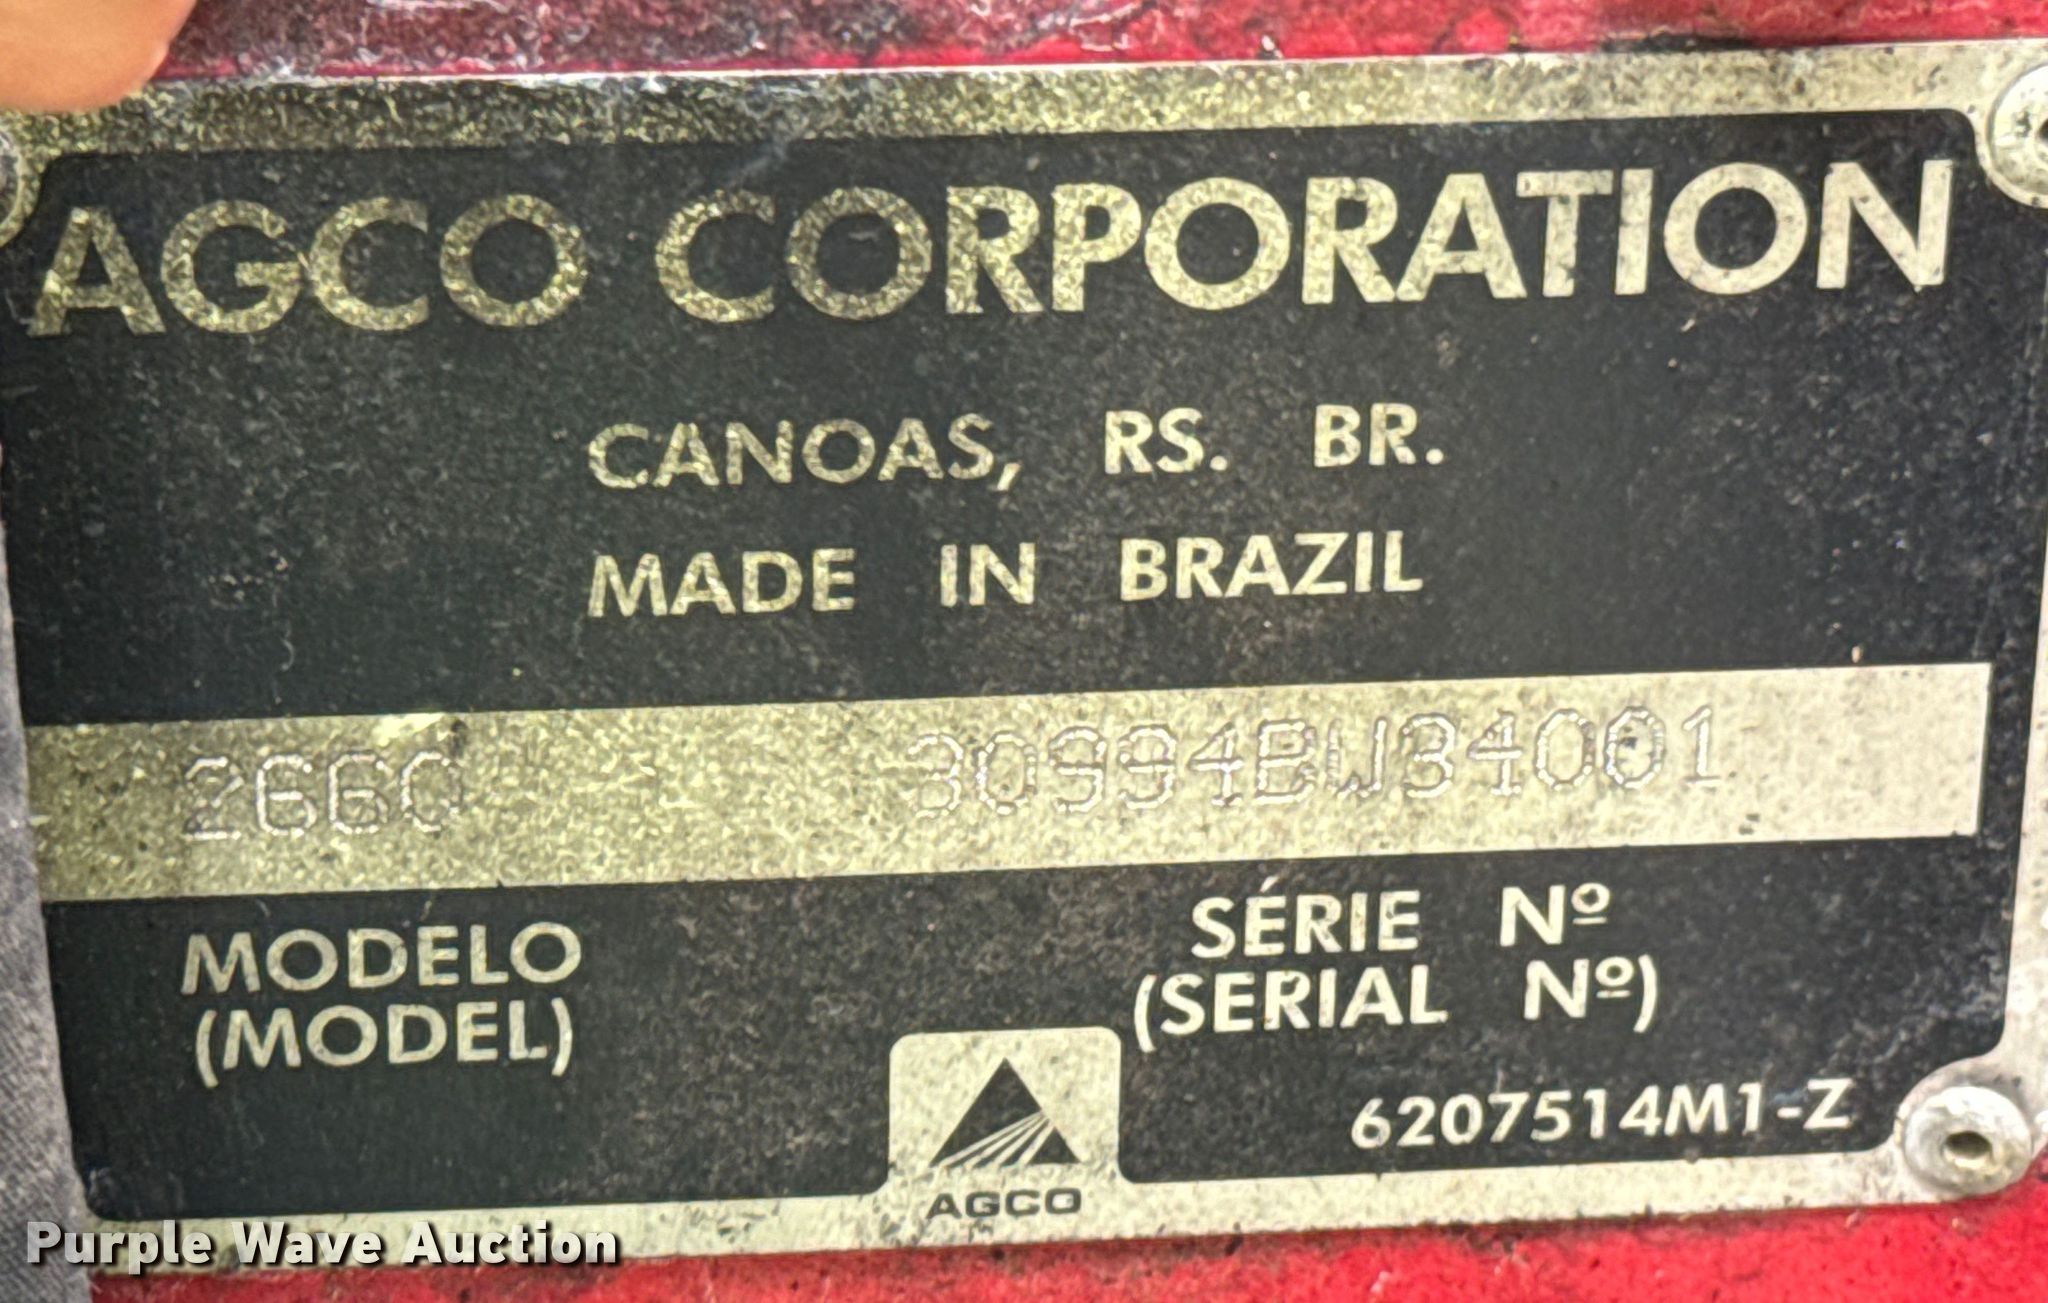 AGCO CORPORATION
CANOAS, RS. BR.
MADE IN BRAZIL
2660 30994BW34001
MODELO
(MODEL)
SÉRIE Nº
(SERIAL Nº)
6207514M1-Z
AGCO
Purple Wave Auction